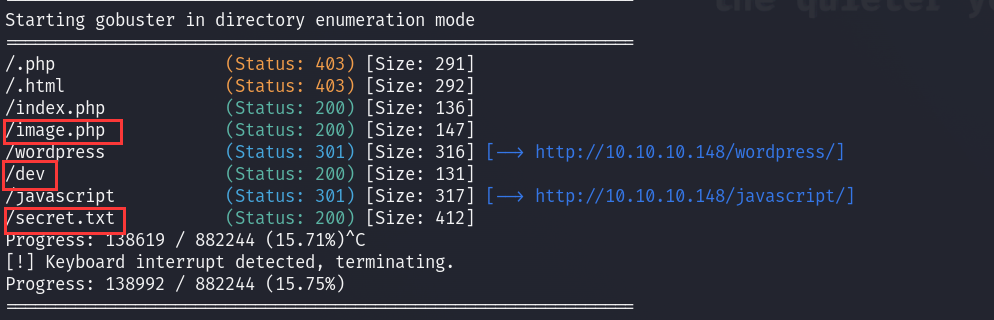 the quieter y
Starting gobuster in directory enumeration mode
===============================================================
/.php (Status: 403) [Size: 291]
/.html (Status: 403) [Size: 292]
/index.php (Status: 200) [Size: 136]
/image.php (Status: 200) [Size: 147]
/wordpress (Status: 301) [Size: 316] [--> http://10.10.10.148/wordpress/]
/dev (Status: 200) [Size: 131]
/javascript (Status: 301) [Size: 317] [--> http://10.10.10.148/javascript/]
/secret.txt (Status: 200) [Size: 412]
Progress: 138619 / 882244 (15.71%)^C
[!] Keyboard interrupt detected, terminating.
Progress: 138992 / 882244 (15.75%)
===============================================================